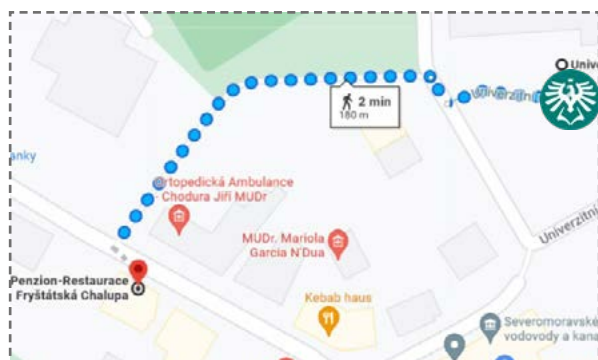 Univer
Univerzitní
2 min
180 m
anky
Ortopedická Ambulance
- Chodura Jiří MUDr
MUDr. Mariola
Garcia N'Dua
Univerzitní
Penzion-Restaurace
Fryštátská Chalupa
Kebab haus
Severomoravské
vodovody a kana